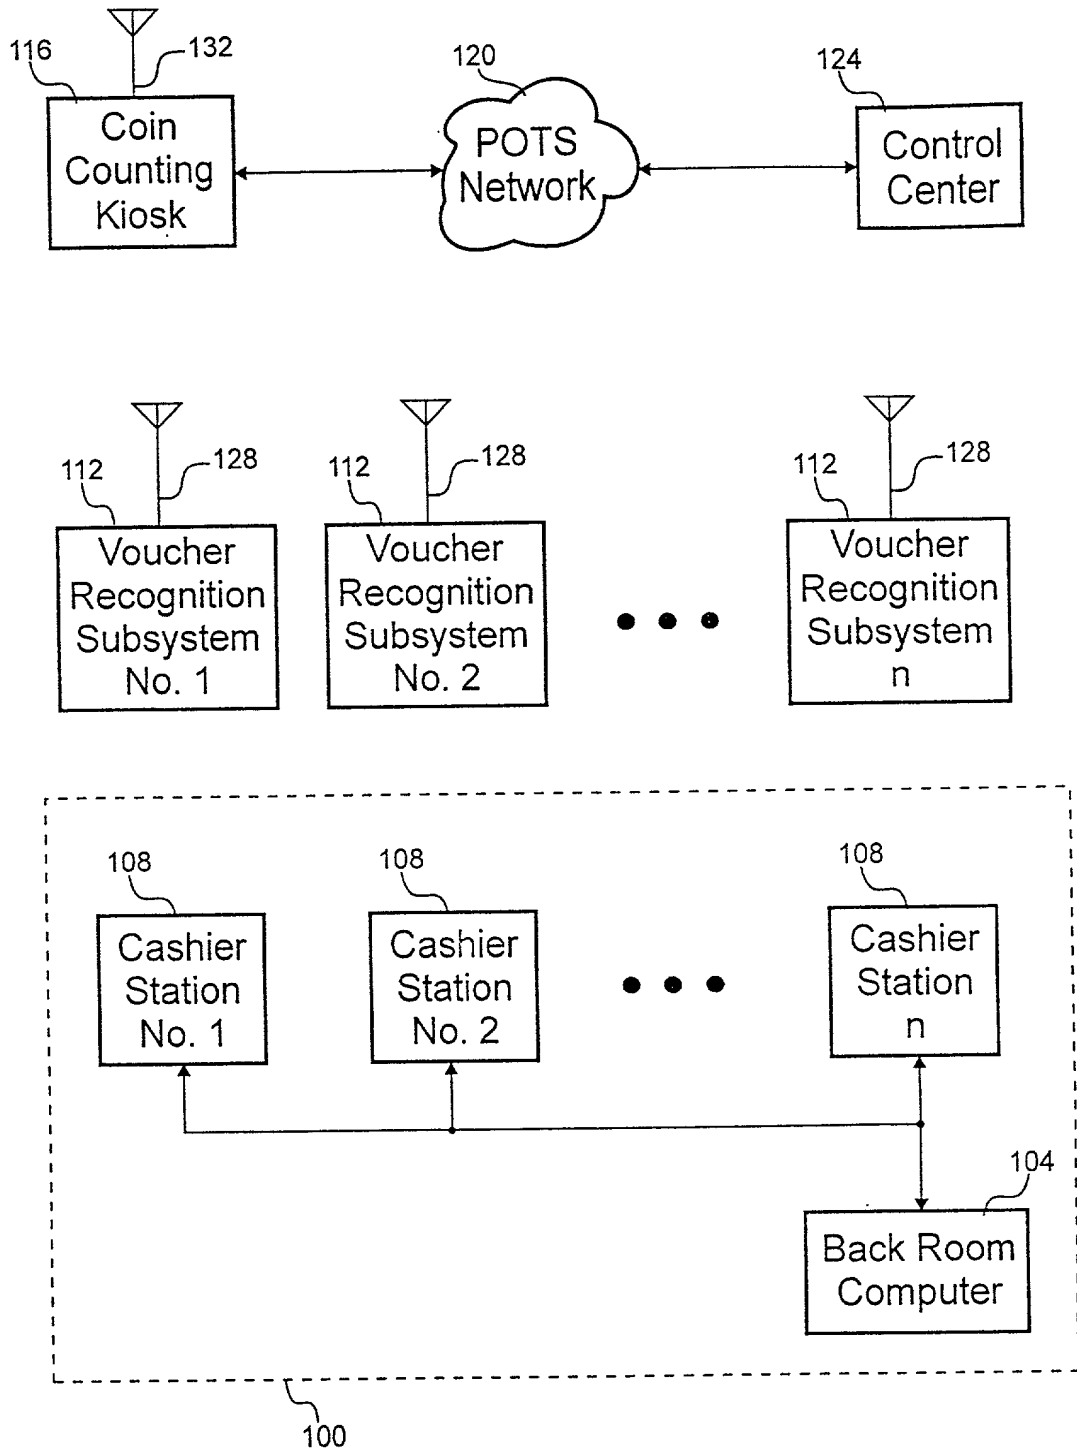 116
132
120
124
Coin
Counting
Kiosk
POTS
Network
Control
Center
112
128
112
128
112
128
Voucher
Recognition
Subsystem
No. 1
Voucher
Recognition
Subsystem
No. 2
Voucher
Recognition
Subsystem
n
108
108
108
Cashier
Station
No. 1
Cashier
Station
No. 2
Cashier
Station
n
104
Back Room
Computer
100